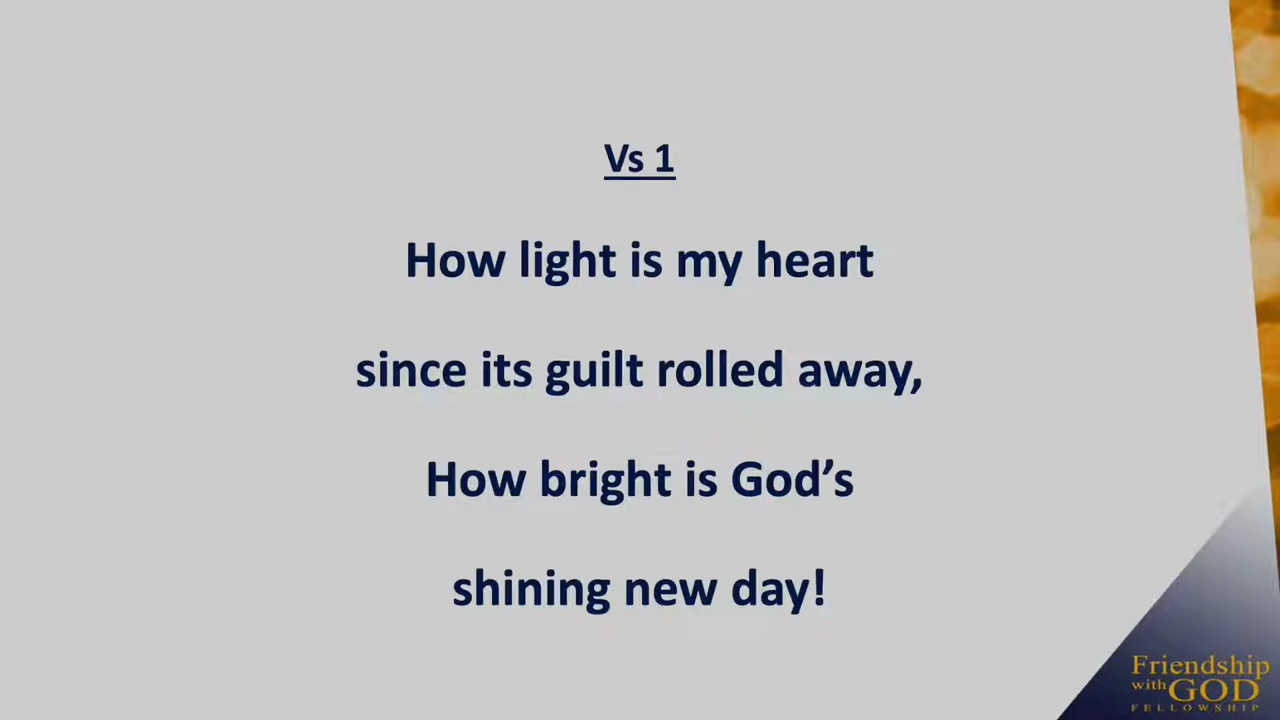 Vs 1
How light is my heart
since its guilt rolled away,
How bright is God’s
shining new day!
Friendship
with GOD
FELLOWSHIP